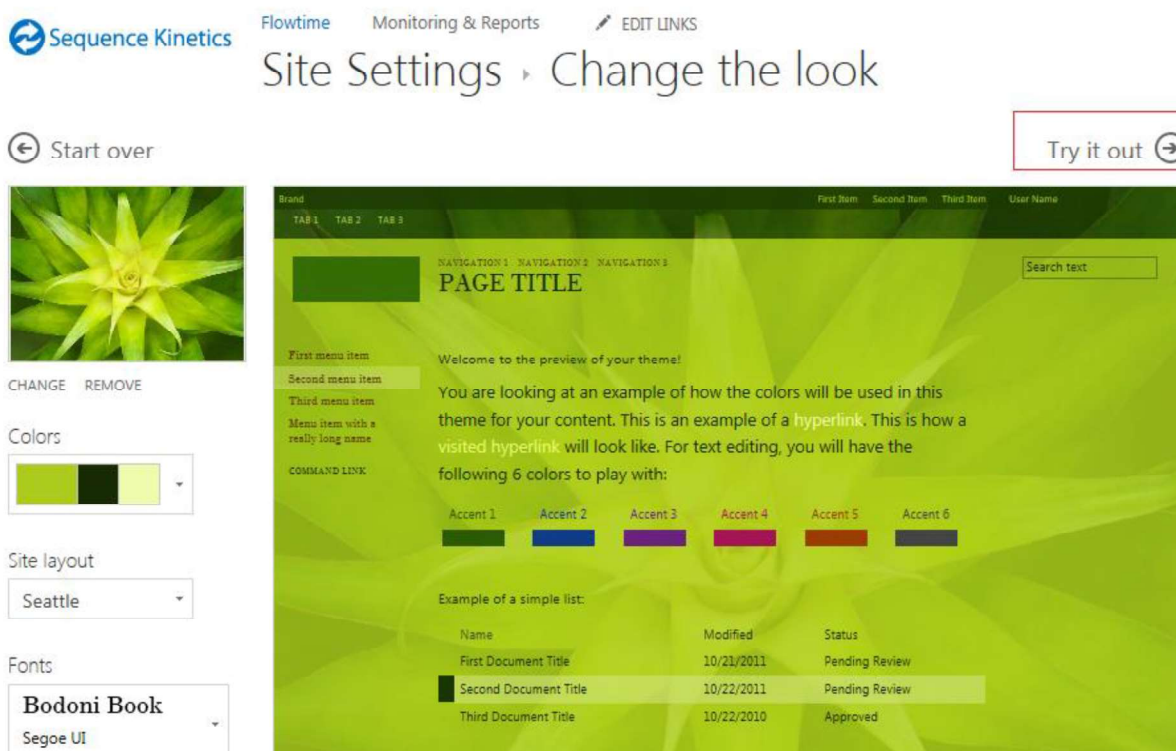 Sequence Kinetics
Flowtime Monitoring & Reports EDIT LINKS
Site Settings Change the look
Start over
Try it out
CHANGE REMOVE
Colors
Site layout
Seattle
Fonts
Bodoni Book
Segoe UI
Brand First Item Second Item Third Item User Name
TAB 1 TAB 2 TAB 3
NAVIGATION 1 NAVIGATION 2 NAVIGATION 3
PAGE TITLE
Search text
First menu item
Second menu item
Third menu item
Menu item with a
really long name
COMMAND LINK
Welcome to the preview of your theme!
You are looking at an example of how the colors will be used in this
theme for your content. This is an example of a hyperlink. This is how a
visited hyperlink will look like. For text editing, you will have the
following 6 colors to play with:
Accent 1 Accent 2 Accent 3 Accent 4 Accent 5 Accent 6
Example of a simple list:
Name Modified Status
First Document Title 10/21/2011 Pending Review
Second Document Title 10/22/2011 Pending Review
Third Document Title 10/22/2010 Approved